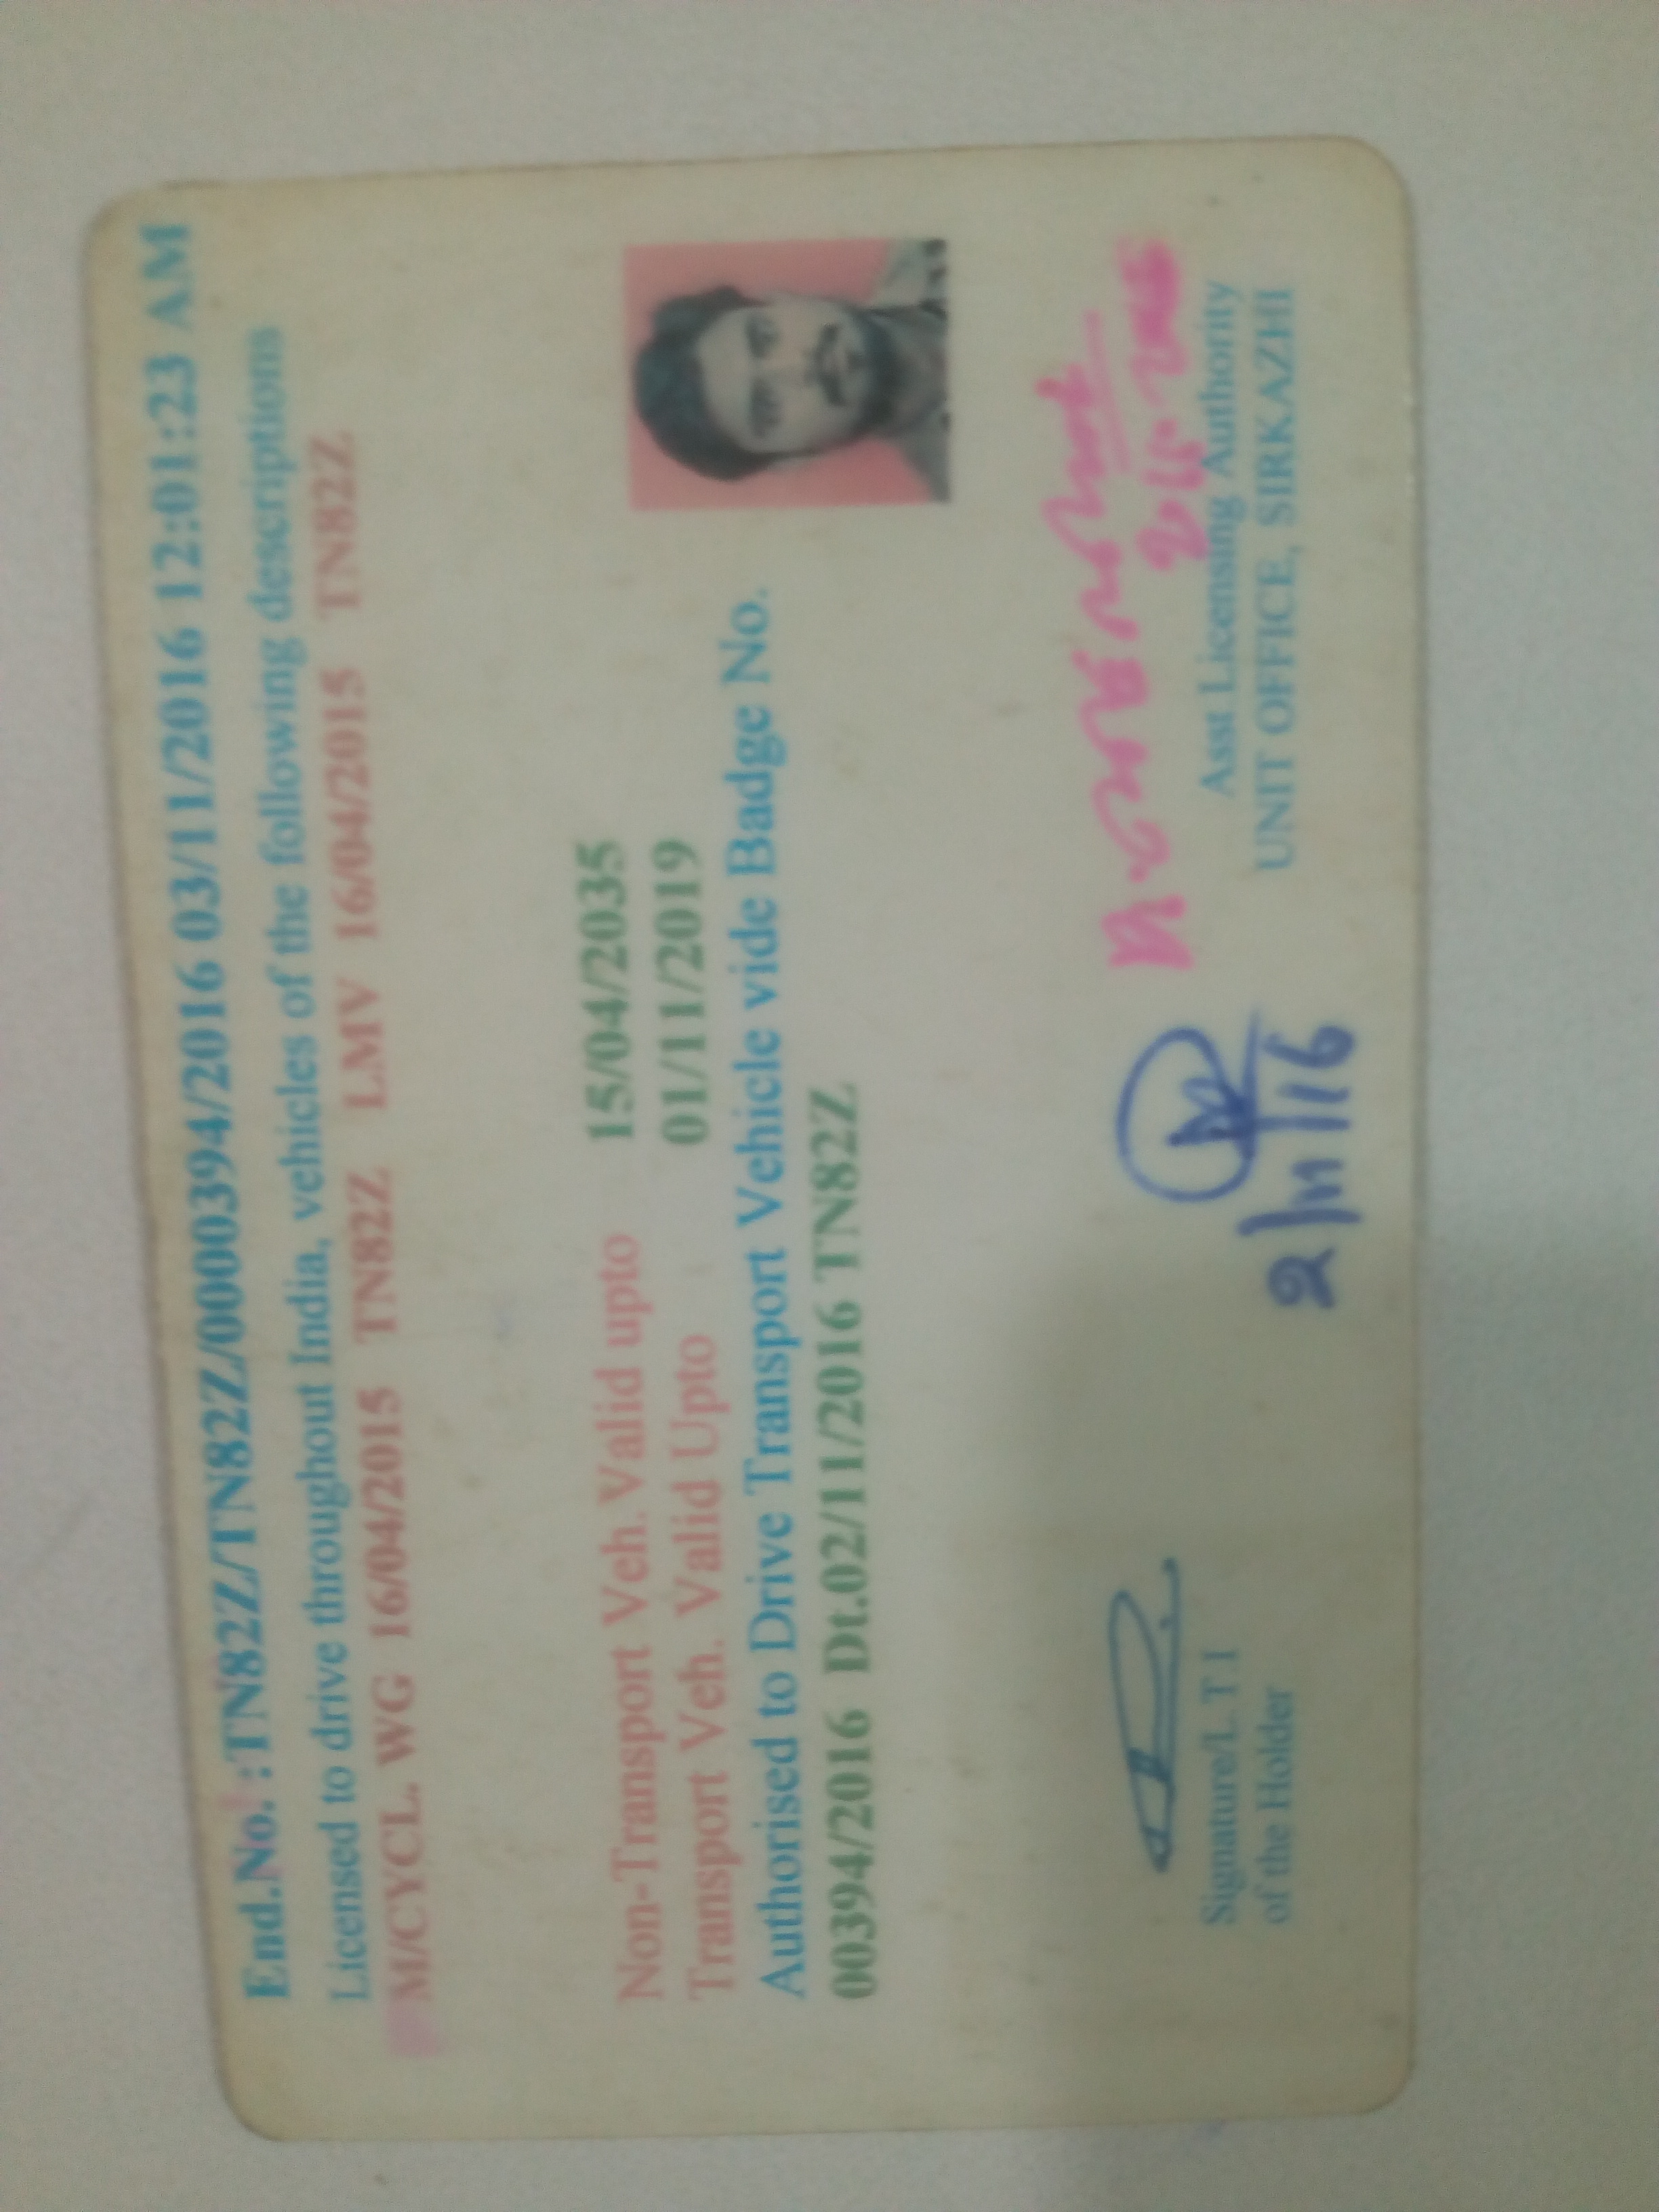 End.No. :TN82Z/TN82Z/0000394/2016 03/11/2016 12:01:23 AM
Licensed to drive throughout India, vehicles of the following descriptions
M/CYCL. WG 16/04/2015 TN82Z LMV 16/04/2015 TN82Z
Non-Transport Veh. Valid upto 15/04/2035
Transport Veh. Valid Upto 01/11/2019
Authorised to Drive Transport Vehicle vide Badge No.
00394/2016 Dt.02/11/2016 TN82Z
2/11/16
Signature/L T I
of the Holder
Asst Licensing Authority
UNIT OFFICE, SIRKAZHI